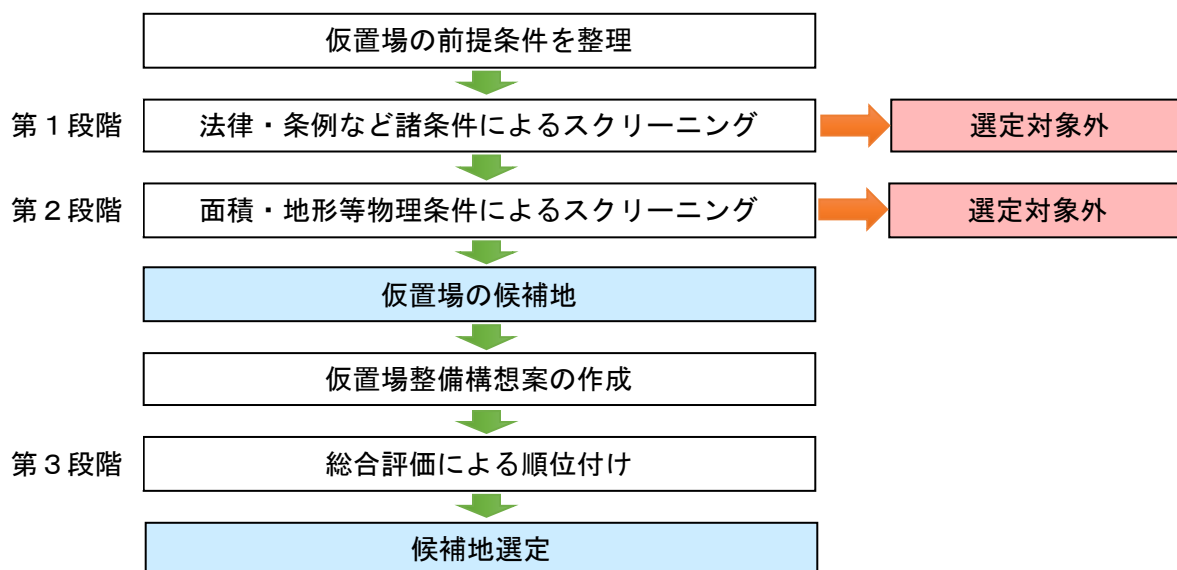 仮置場の前提条件を整理
第１段階
法律・条例など諸条件によるスクリーニング
選定対象外
第２段階
面積・地形等物理条件によるスクリーニング
選定対象外
仮置場の候補地
仮置場整備構想案の作成
第３段階
総合評価による順位付け
候補地選定